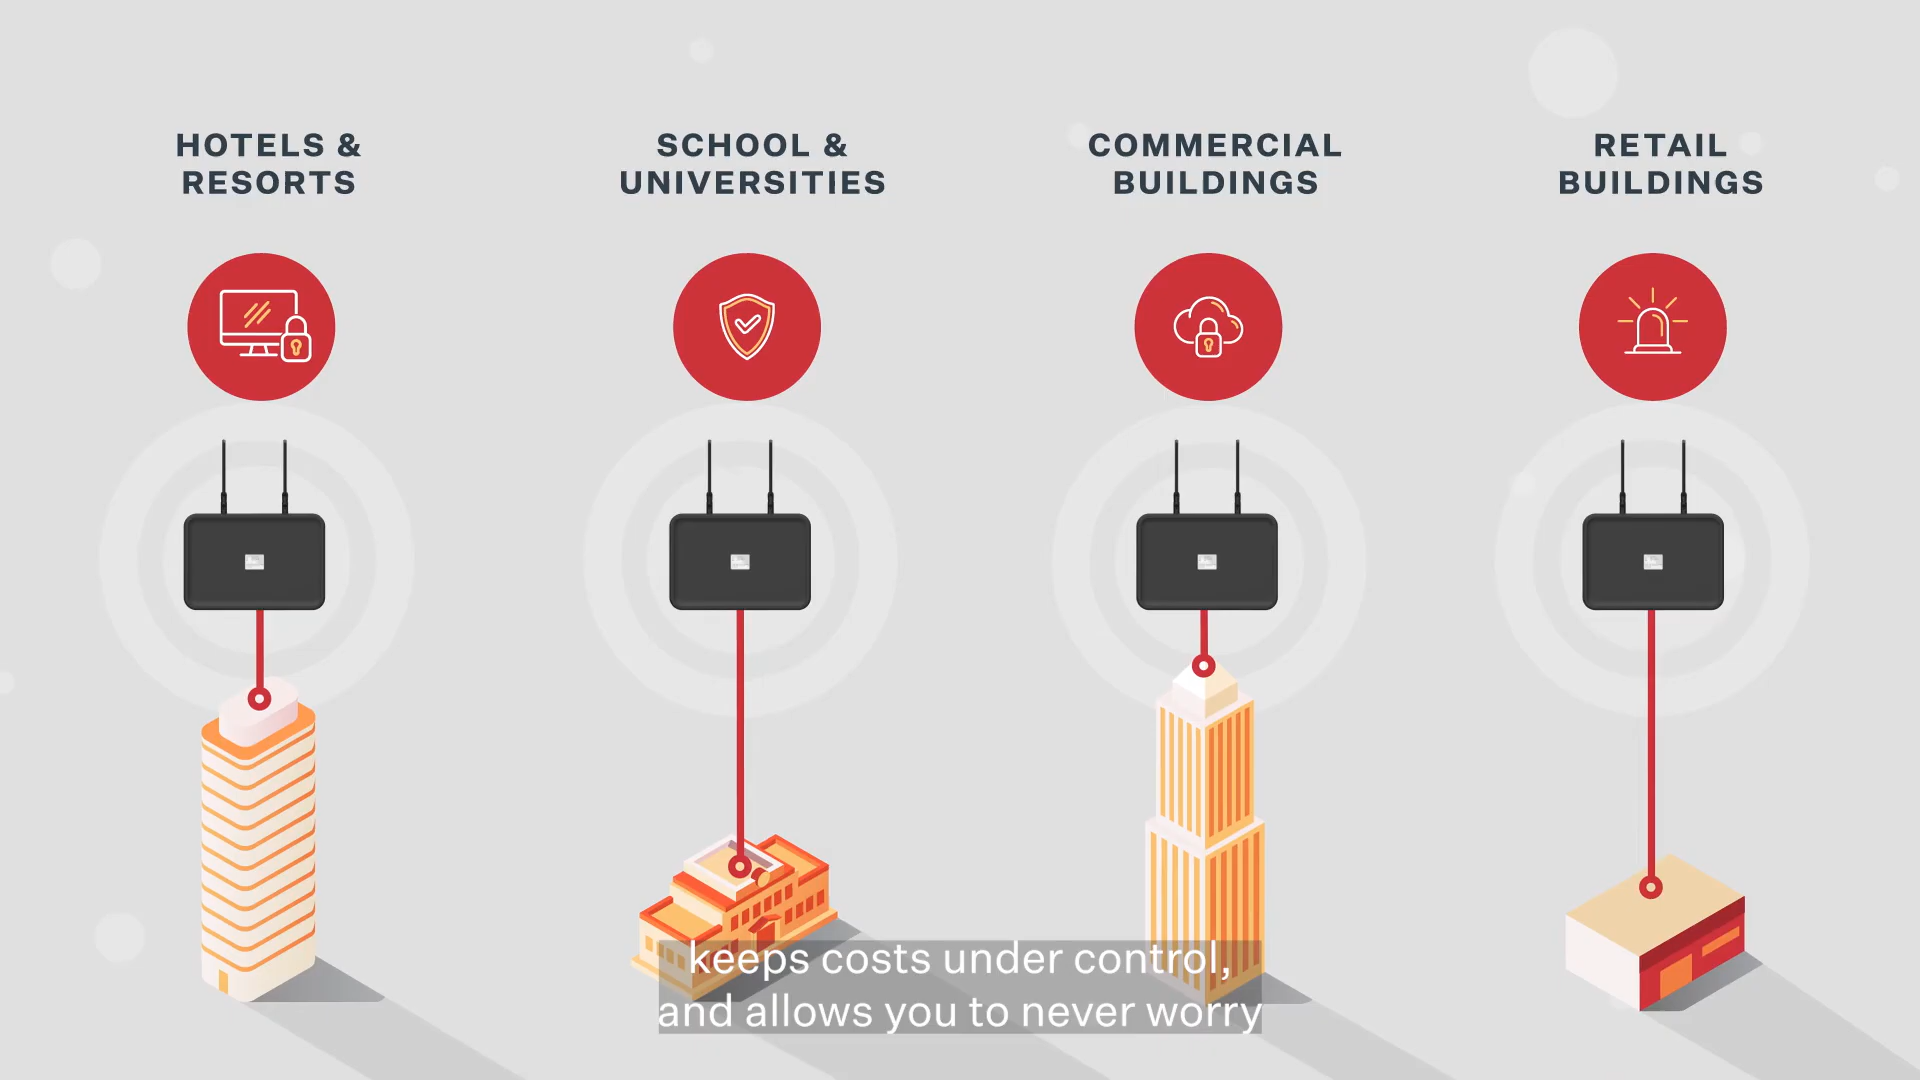 HOTELS &
RESORTS
SCHOOL &
UNIVERSITIES
COMMERCIAL
BUILDINGS
RETAIL
BUILDINGS
keeps costs under control,
and allows you to never worry